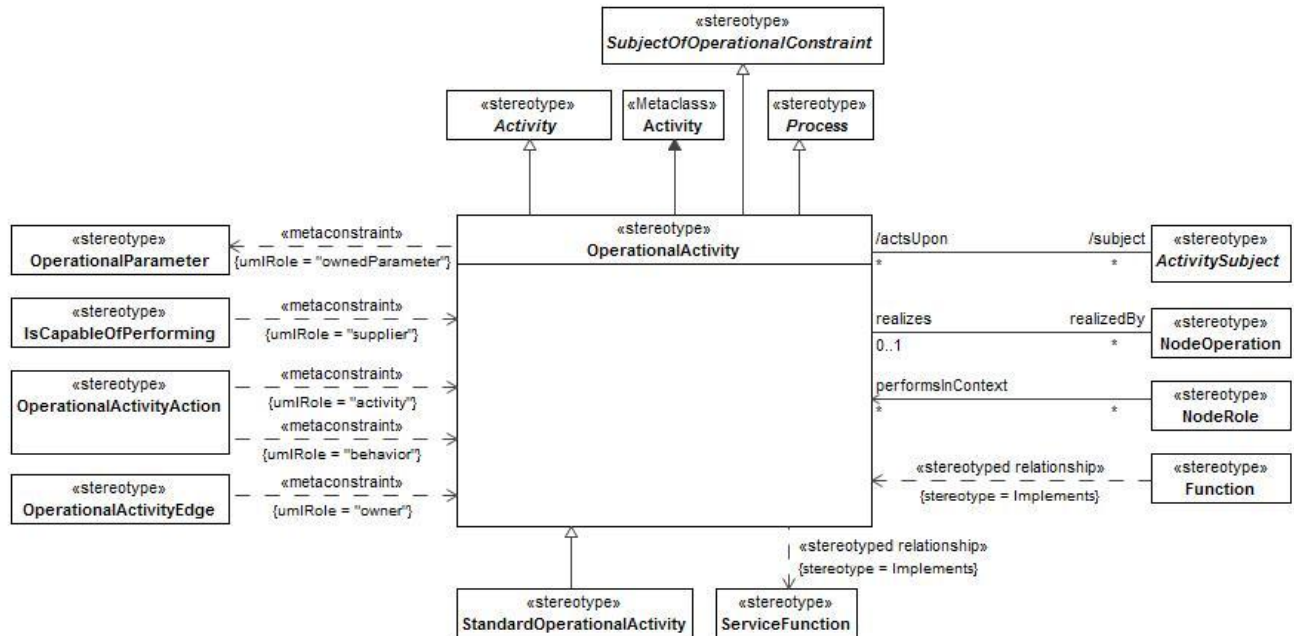 «stereotype»
SubjectOfOperationalConstraint
«stereotype»
Activity
«Metaclass»
Activity
«stereotype»
Process
«stereotype»
OperationalActivity
«stereotype»
OperationalParameter
«metaconstraint»
{umlRole = "ownedParameter"}
«stereotype»
IsCapableOfPerforming
«metaconstraint»
{umlRole = "supplier"}
«stereotype»
OperationalActivityAction
«metaconstraint»
{umlRole = "activity"}
«metaconstraint»
{umlRole = "behavior"}
«stereotype»
OperationalActivityEdge
«metaconstraint»
{umlRole = "owner"}
/actsUpon
*
/subject
*
«stereotype»
ActivitySubject
realizes
0..1
realizedBy
*
«stereotype»
NodeOperation
performsInContext
*
*
«stereotype»
NodeRole
«stereotyped relationship»
{stereotype = Implements}
«stereotype»
Function
«stereotyped relationship»
{stereotype = Implements}
«stereotype»
StandardOperationalActivity
«stereotype»
ServiceFunction